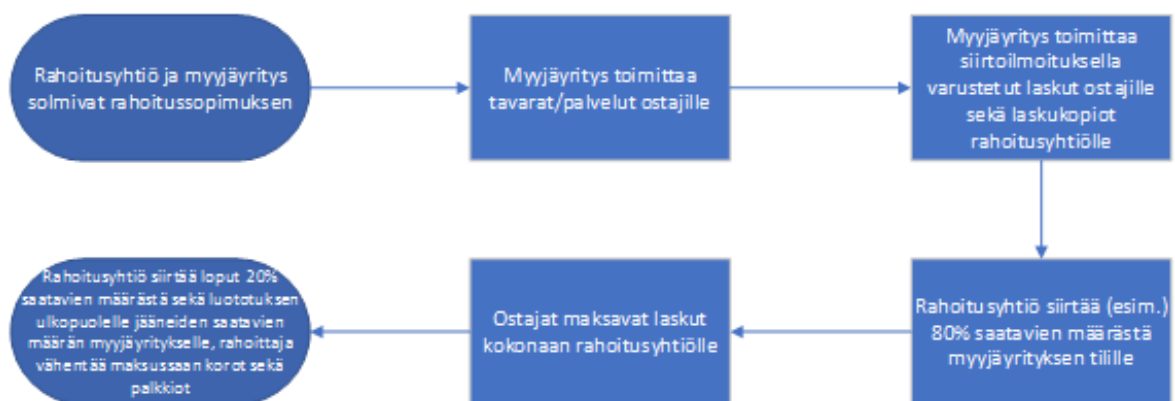 Rahoitusyhtiö ja myyjäyritys
solmivat rahoitussopimuksen
Myyjäyritys toimittaa
tavarat/palvelut ostajille
Myyjäyritys toimittaa
siirtoilmoituksella
varustetut laskut ostajille
sekä laskukopiot
rahoitusyhtiölle
Rahoitusyhtiö siirtää (esim.)
80% saatavien määrästä
myyjäyrityksen tilille
Ostajat maksavat laskut
kokonaan rahoitusyhtiölle
Rahoitusyhtiö siirtää loput 20%
saatavien määrästä sekä luototuksen
ulkopuolelle jääneiden saatavien
määrän myyjäyritykselle, rahoittaja
vähentää maksussaan korot sekä
palkkiot